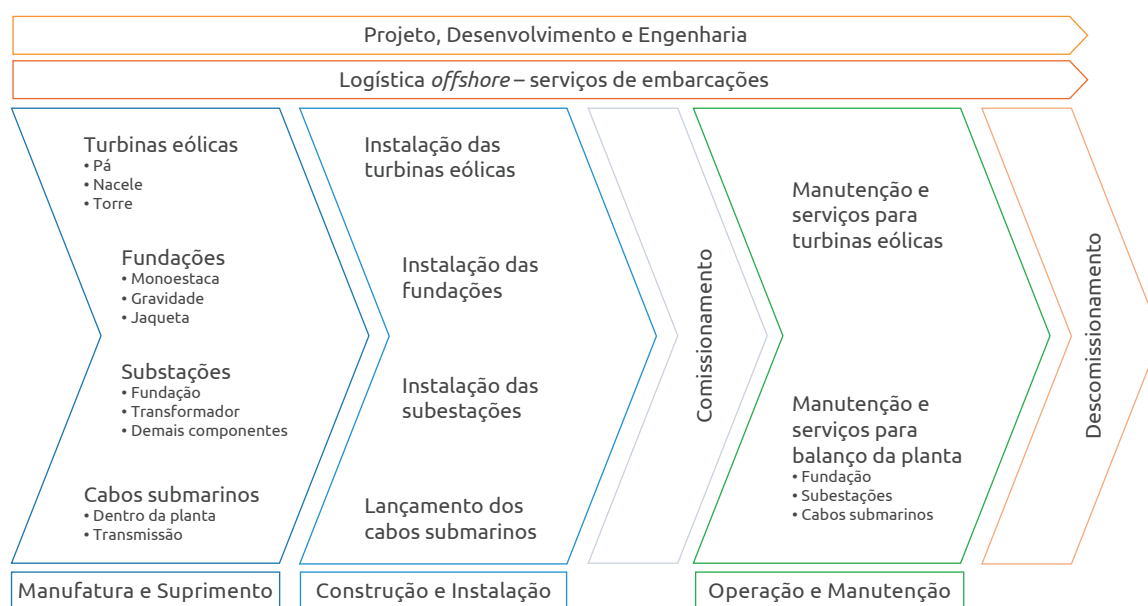 Projeto, Desenvolvimento e Engenharia
Logística offshore – serviços de embarcações
Turbinas eólicas
• Pá
• Nacele
• Torre
Fundações
• Monoestaca
• Gravidade
• Jaqueta
Substações
• Fundação
• Transformador
• Demais componentes
Cabos submarinos
• Dentro da planta
• Transmissão
Manufatura e Suprimento
Instalação das
turbinas eólicas
Instalação das
fundações
Instalação das
subestações
Lançamento dos
cabos submarinos
Construção e Instalação
Comissionamento
Manutenção e
serviços para
turbinas eólicas
Manutenção e
serviços para
balanço da planta
• Fundação
• Subestações
• Cabos submarinos
Operação e Manutenção
Descomissionamento